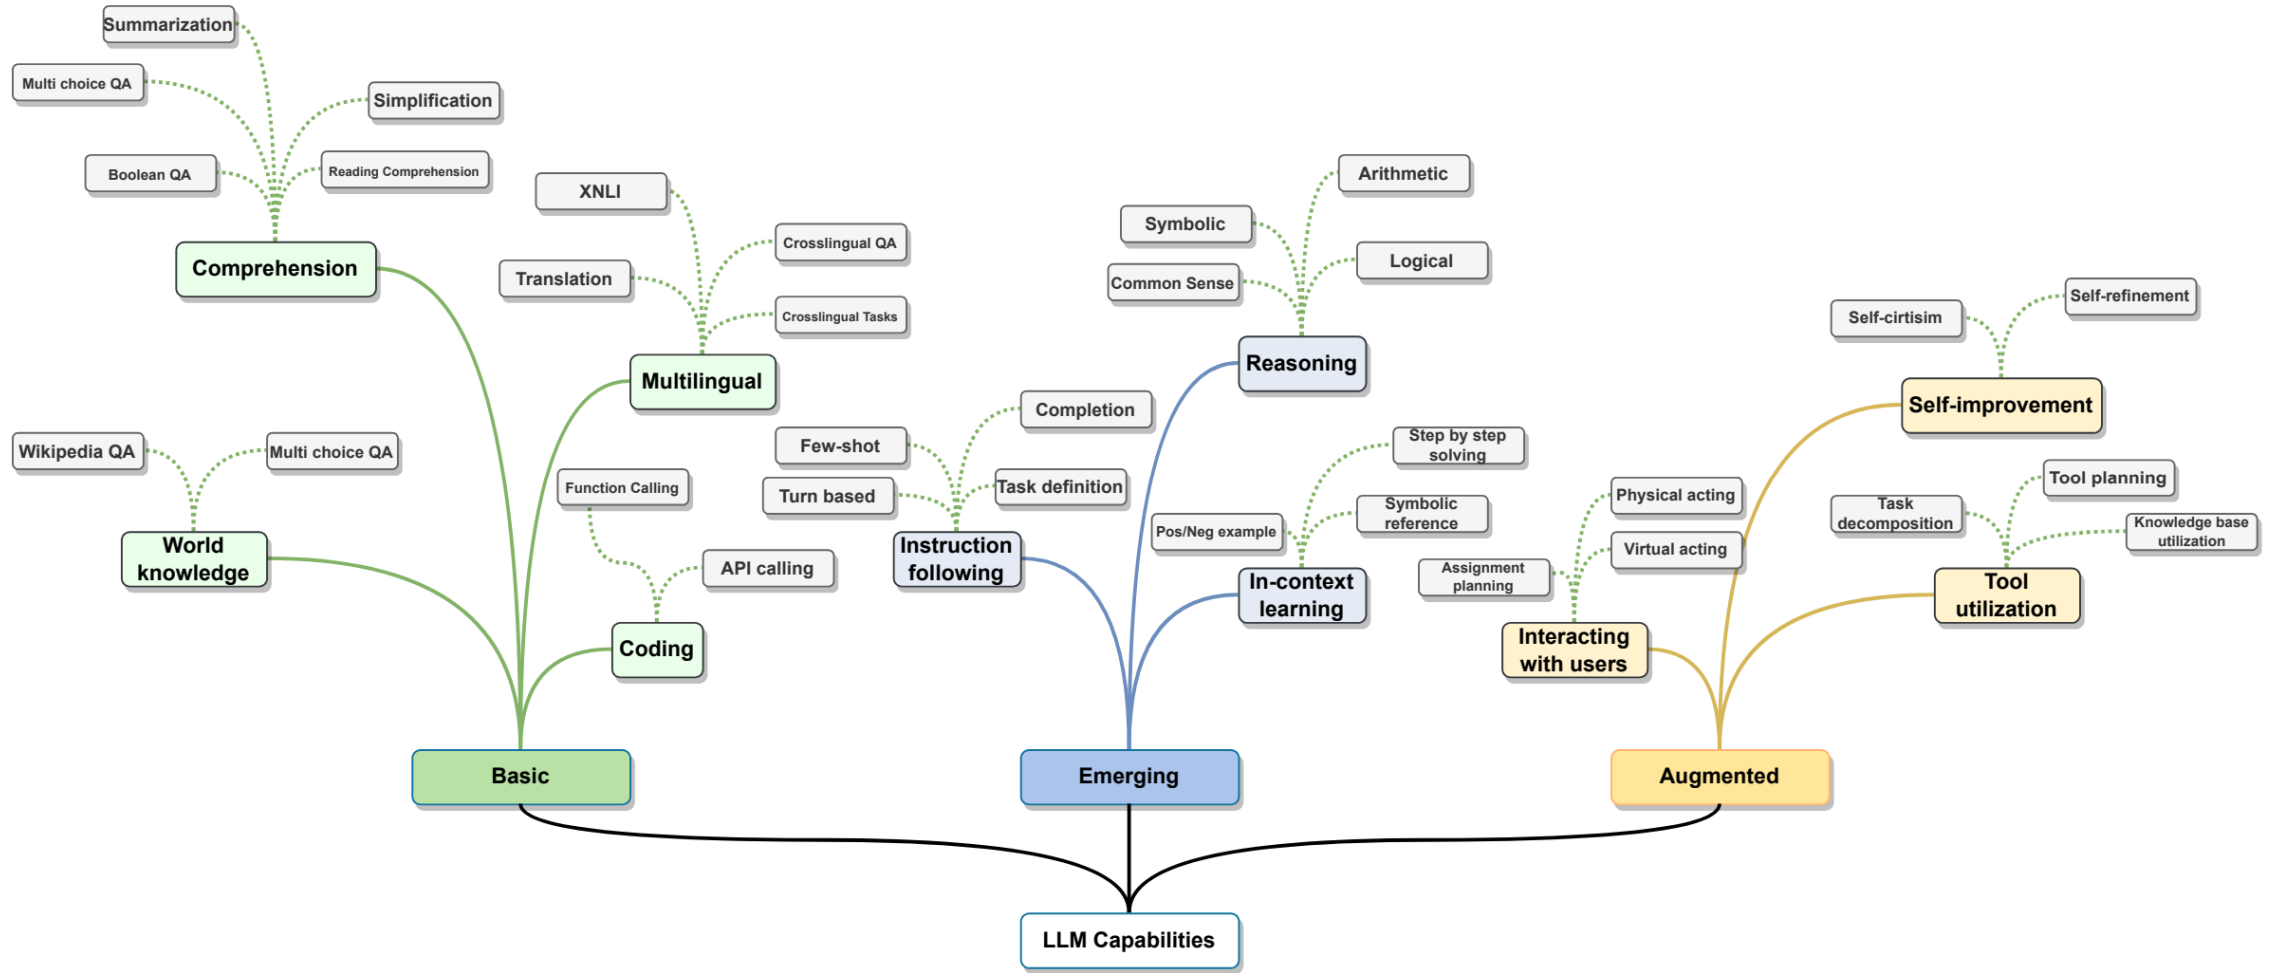 Summarization
Multi choice QA
Simplification
Boolean QA
Reading Comprehension
Comprehension
XNLI
Crosslingual QA
Translation
Crosslingual Tasks
Multilingual
Wikipedia QA
Multi choice QA
World
knowledge
Function Calling
API calling
Coding
Basic
Arithmetic
Symbolic
Logical
Common Sense
Reasoning
Completion
Few-shot
Task definition
Turn based
Instruction
following
Step by step
solving
Symbolic
reference
Pos/Neg example
In-context
learning
Emerging
Self-refinement
Self-cirtisim
Self-improvement
Physical acting
Virtual acting
Assignment
planning
Interacting
with users
Tool planning
Task
decomposition
Knowledge base
utilization
Tool
utilization
Augmented
LLM Capabilities